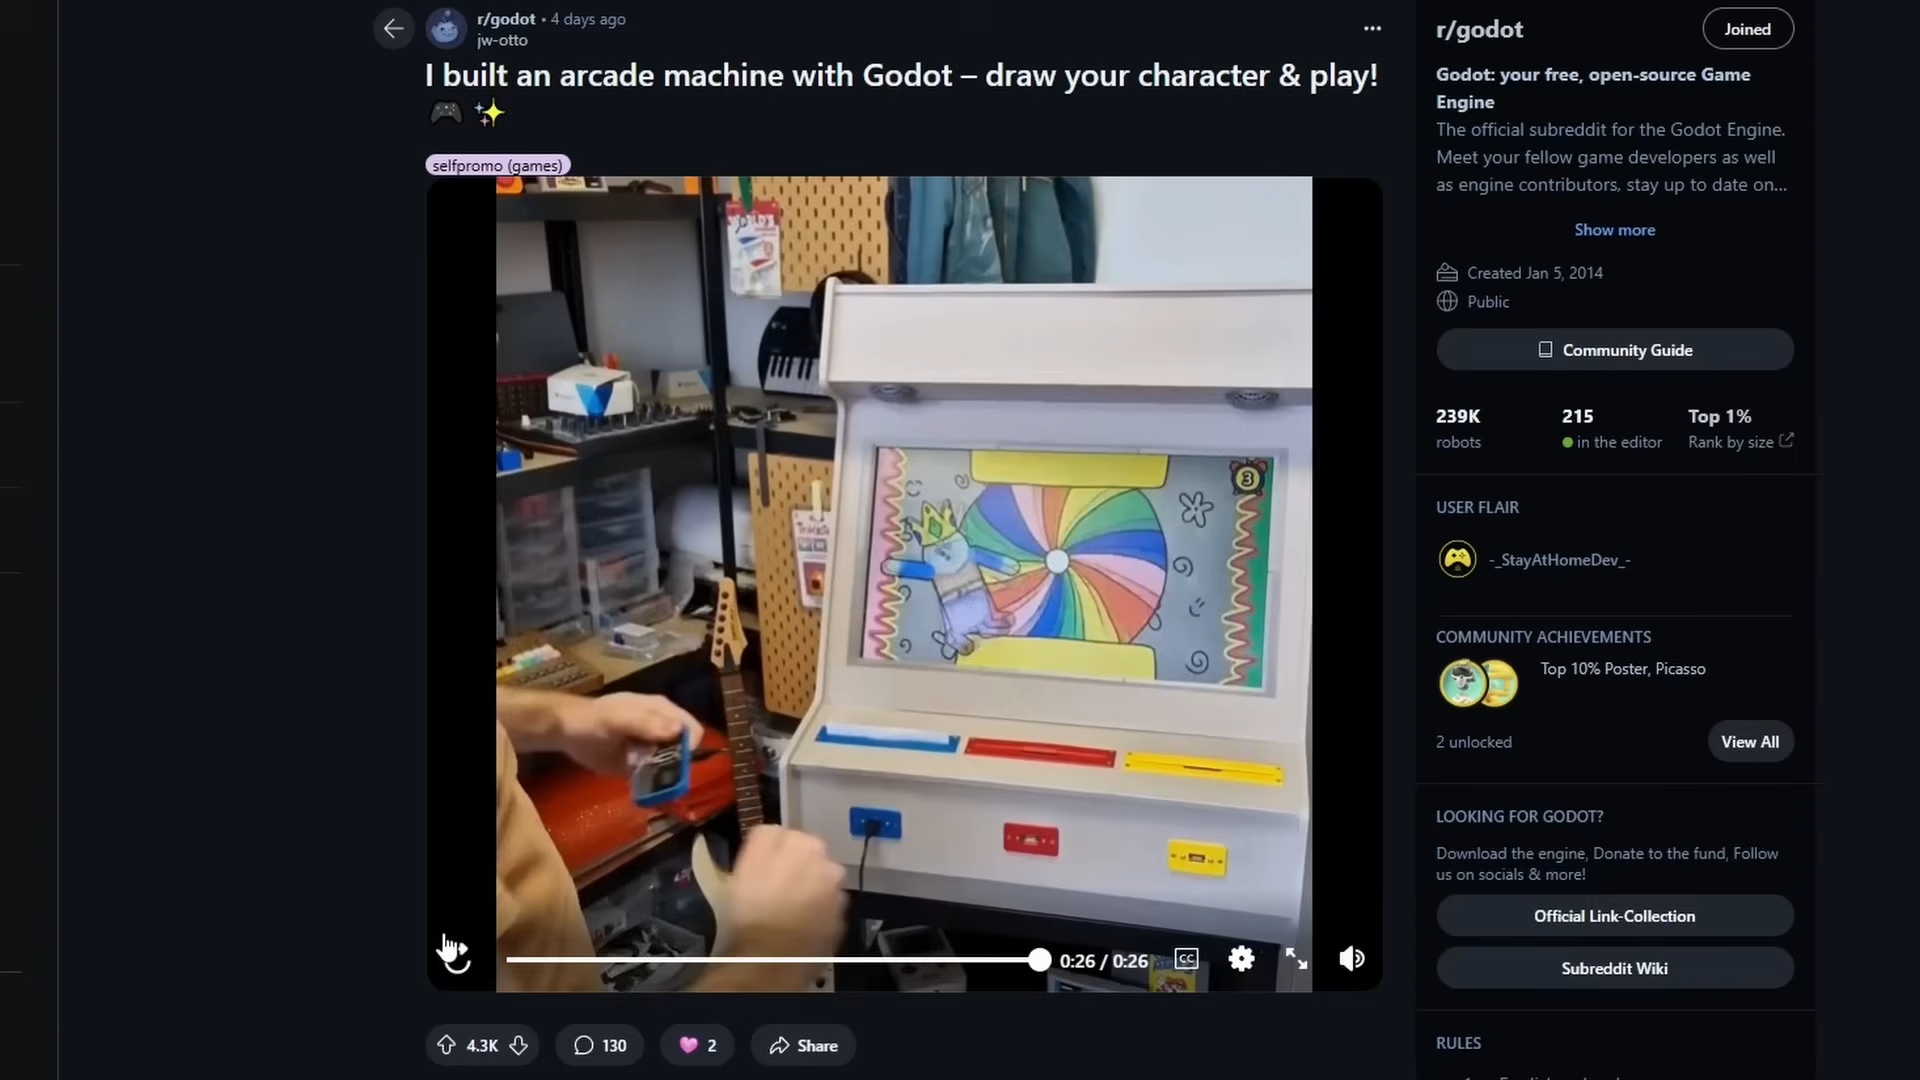 r/godot • 4 days ago
jw-otto
I built an arcade machine with Godot – draw your character & play!
🎮 ✨
selfpromo (games)
WORLD'S
3
0:26 / 0:26
CC
4.3K
130
2
Share
r/godot
Joined
Godot: your free, open-source Game
Engine
The official subreddit for the Godot Engine.
Meet your fellow game developers as well
as engine contributors, stay up to date on...
Show more
Created Jan 5, 2014
Public
Community Guide
239K
robots
215
in the editor
Top 1%
Rank by size
USER FLAIR
-_StayAtHomeDev_-
COMMUNITY ACHIEVEMENTS
Top 10% Poster, Picasso
2 unlocked
View All
LOOKING FOR GODOT?
Download the engine, Donate to the fund, Follow
us on socials & more!
Official Link-Collection
Subreddit Wiki
RULES